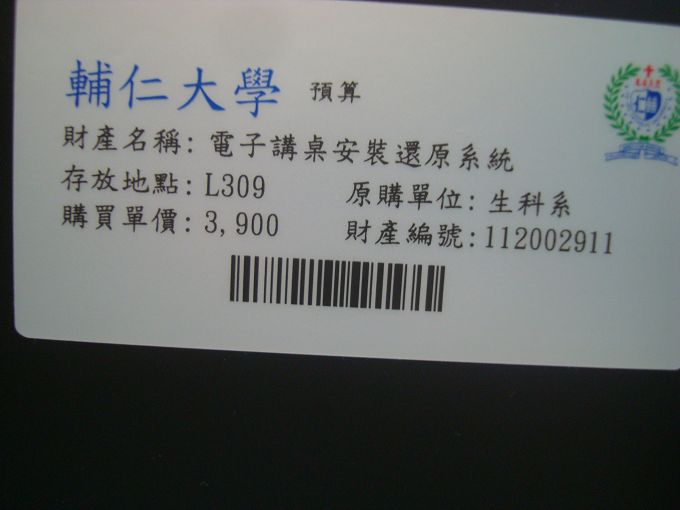 輔仁大學 預算
財產名稱: 電子講桌安裝還原系統
存放地點: L309 原購單位: 生科系
購買單價: 3,900 財產編號: 112002911